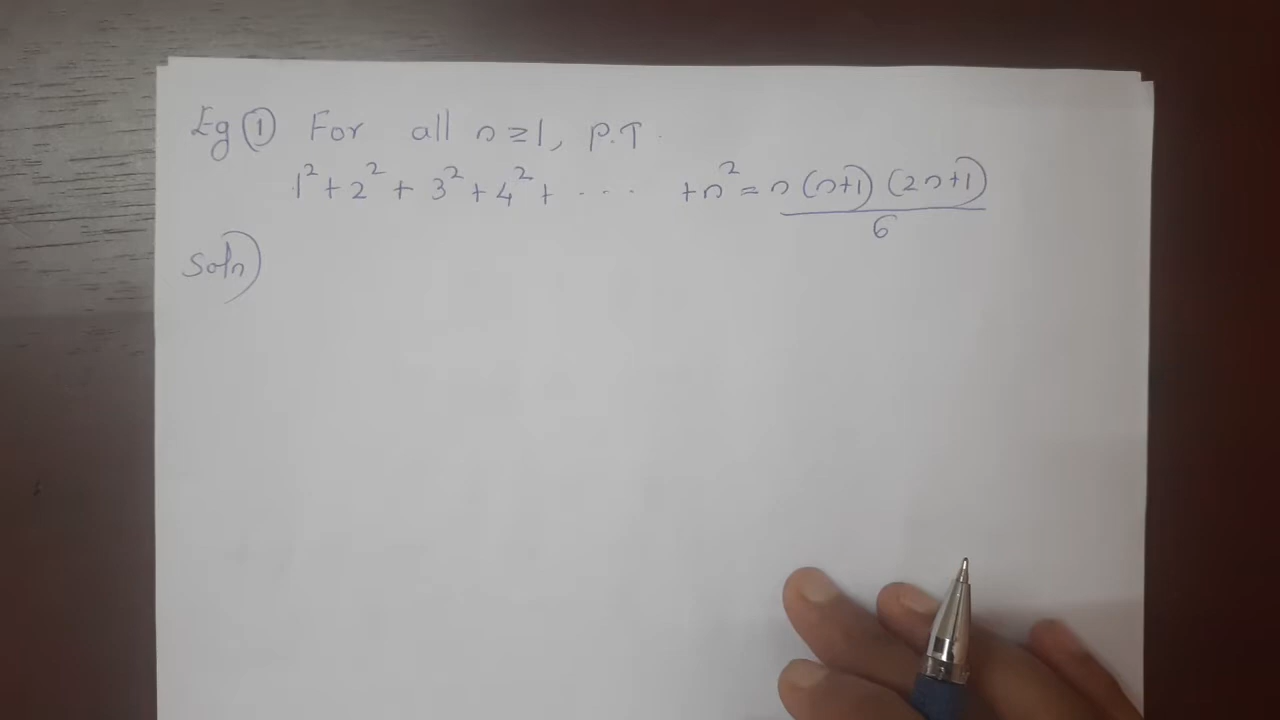 Eg ① For all n ≥ 1, P.T.
1² + 2² + 3² + 4² + . . . . + n² = n (n+1) (2n+1)
6
Soln)